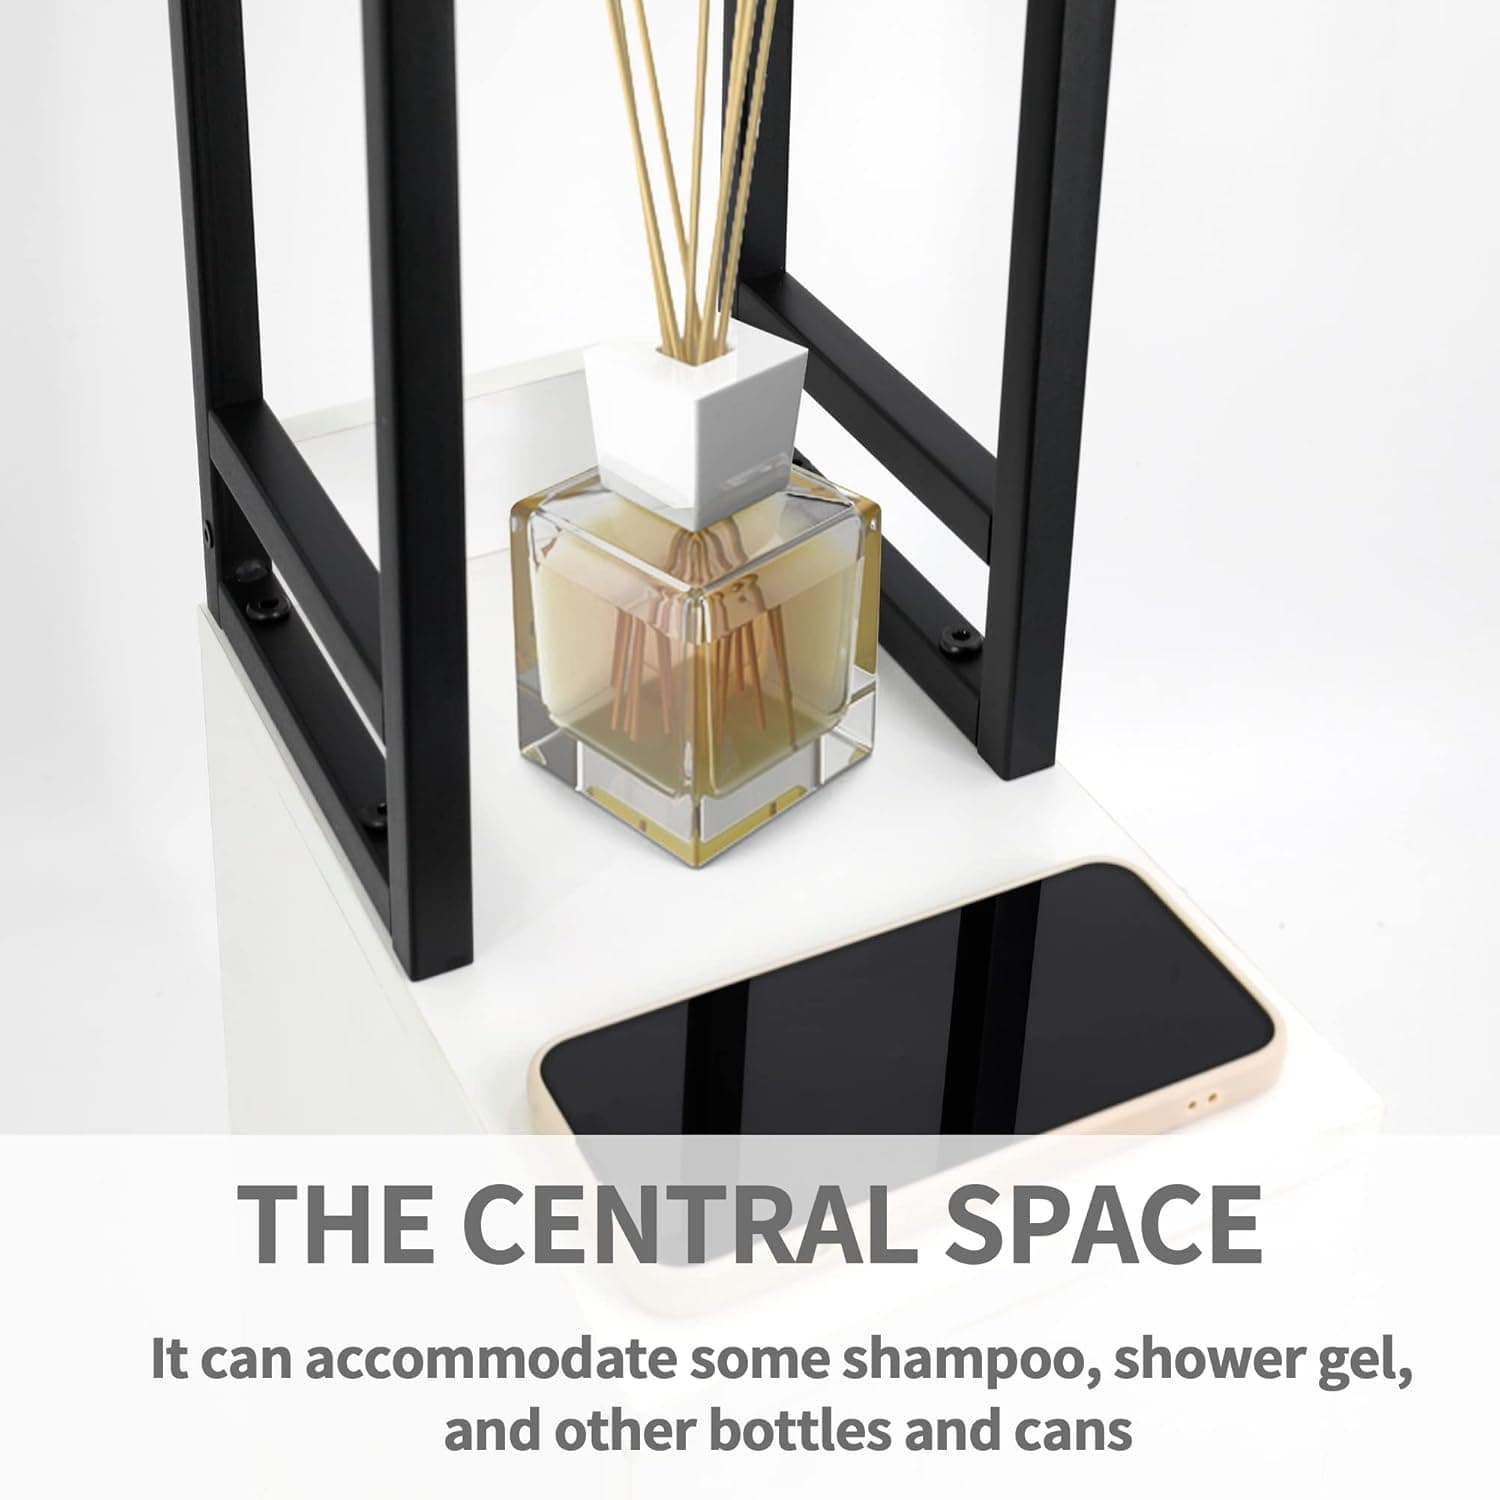 THE CENTRAL SPACE
It can accommodate some shampoo, shower gel,
and other bottles and cans